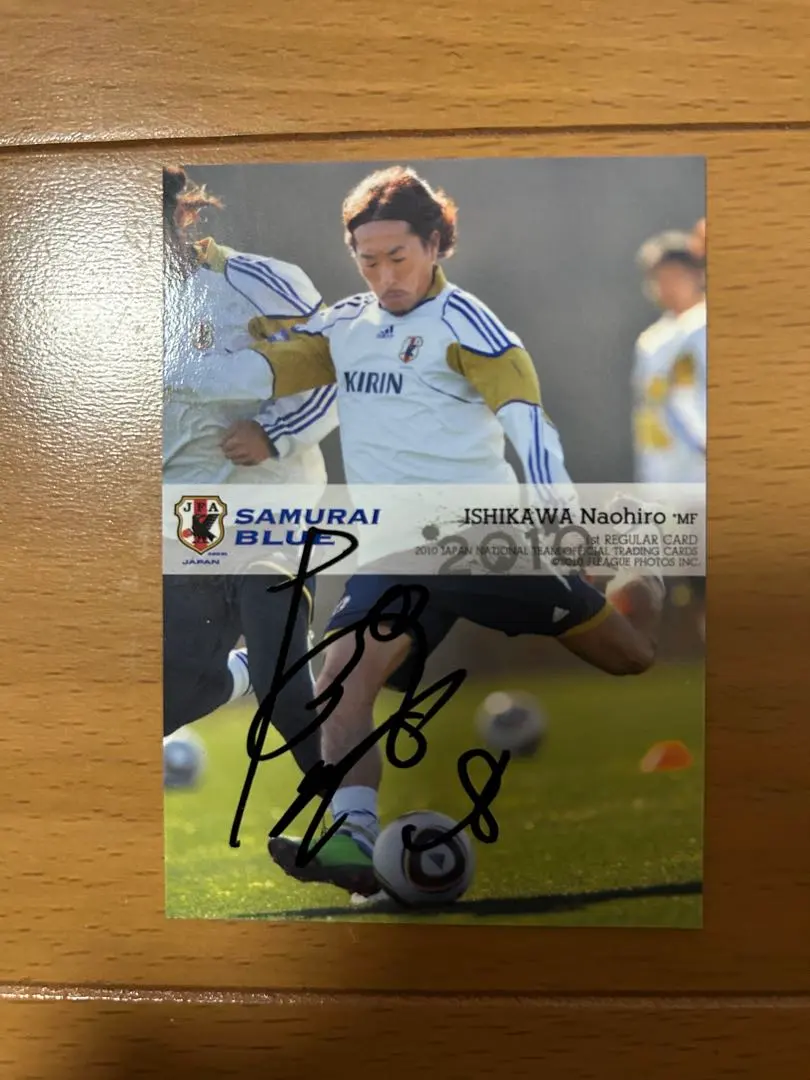 adidas
KIRIN
JFA
SAMURAI
BLUE
JAPAN
ISHIKAWA Naohiro *MF
2010
1st REGULAR CARD
2010 JAPAN NATIONAL TEAM OFFICIAL TRADING CARDS
©2010 J.LEAGUE PHOTOS INC.